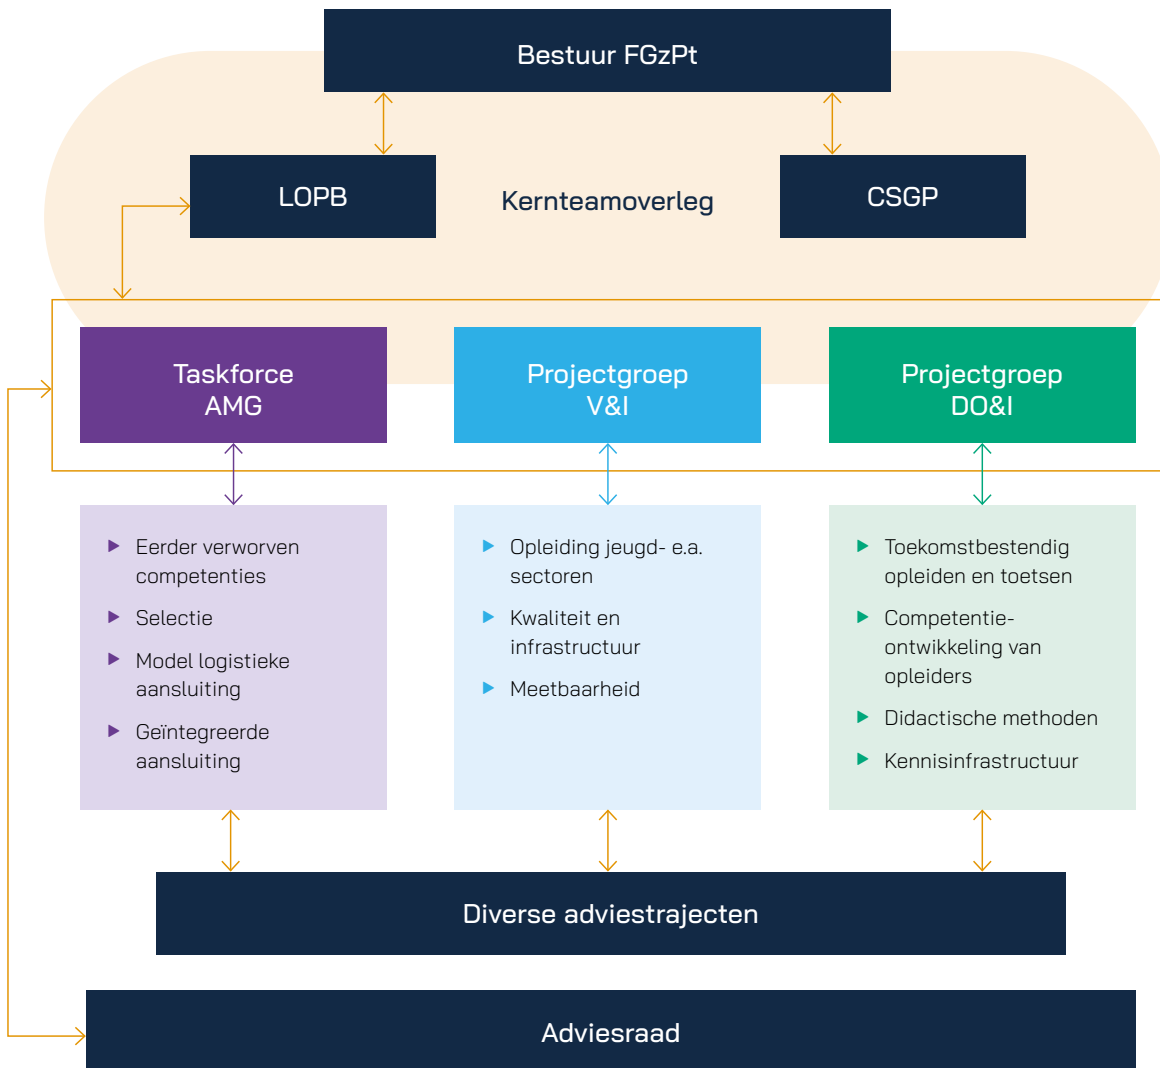 Bestuur FGzPt
LOPB
Kernteamoverleg
CSGP
Taskforce
AMG
Projectgroep
V&I
Projectgroep
DO&I
Eerder verworven
competenties
Selectie
Model logistieke
aansluiting
Geïntegreerde
aansluiting
Opleiding jeugd- e.a.
sectoren
Kwaliteit en
infrastructuur
Meetbaarheid
Toekomstbestendig
opleiden en toetsen
Competentie-
ontwikkeling van
opleiders
Didactische methoden
Kennisinfrastructuur
Diverse adviestrajecten
Adviesraad